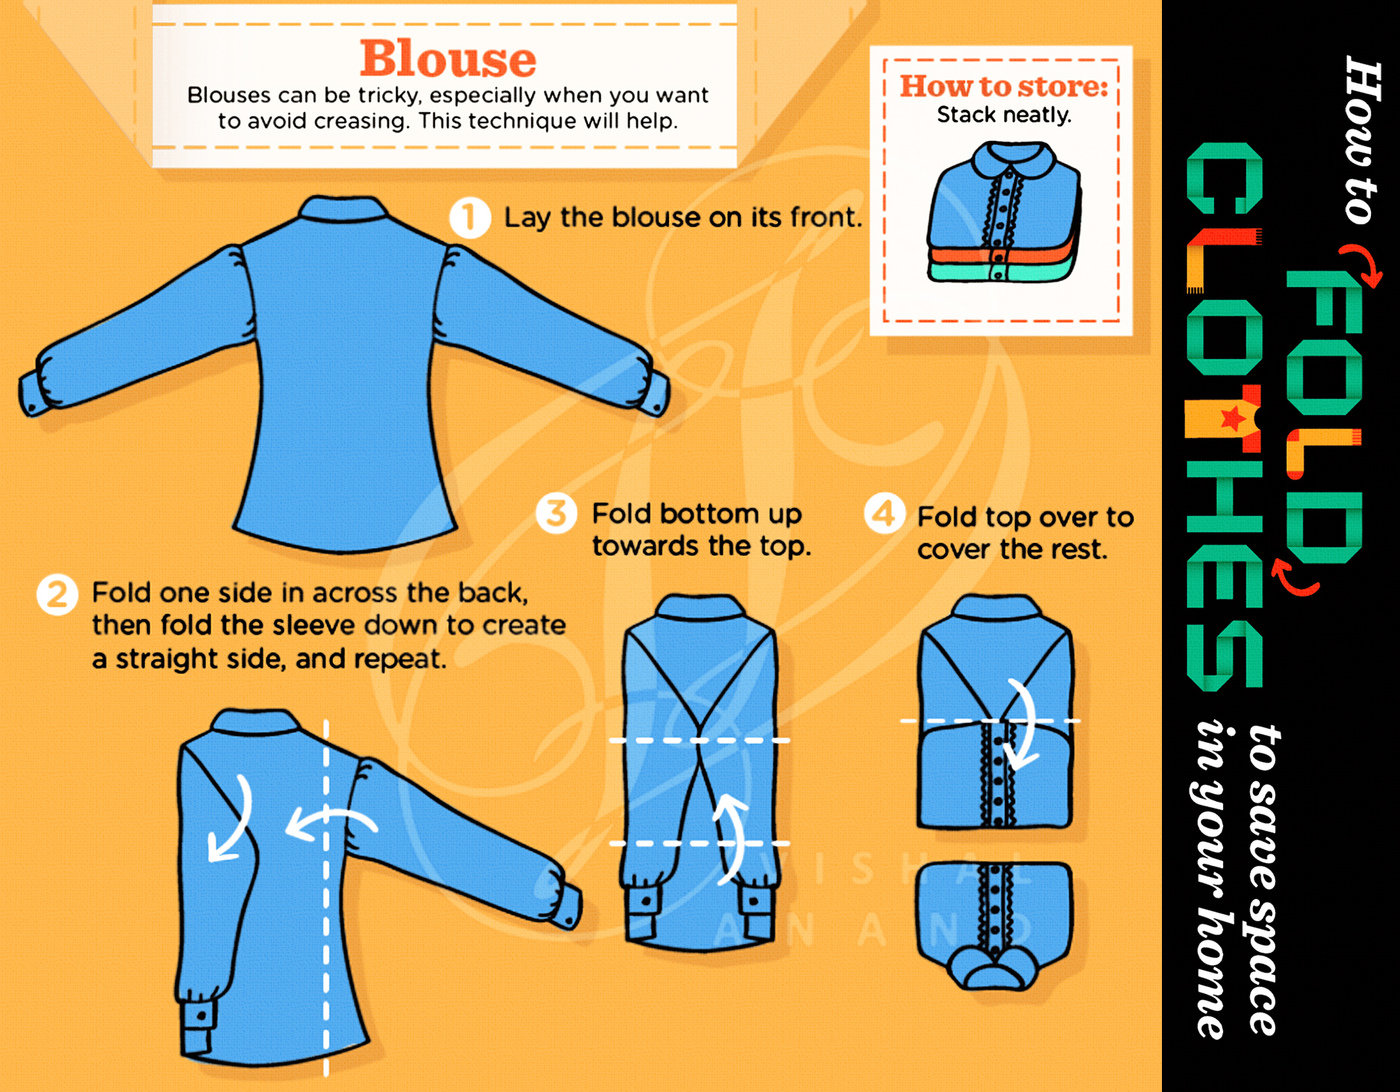 Blouse
Blouses can be tricky, especially when you want
to avoid creasing. This technique will help.
How to store:
Stack neatly.
1 Lay the blouse on its front.
2 Fold one side in across the back,
then fold the sleeve down to create
a straight side, and repeat.
3 Fold bottom up
towards the top.
4 Fold top over to
cover the rest.
VISHAL
ANAND
How to
FOLD
CLOTHES
to save space
in your home